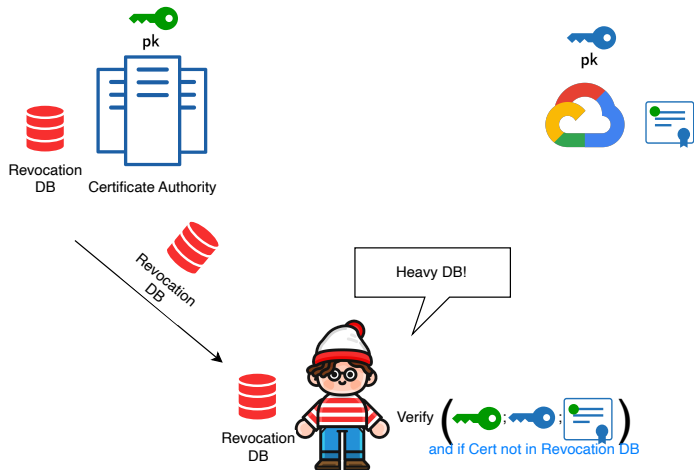 pk
pk
Revocation
DB
Certificate Authority
Revocation
DB
Heavy DB!
Revocation
DB
Verify ( ; ; )
and if Cert not in Revocation DB